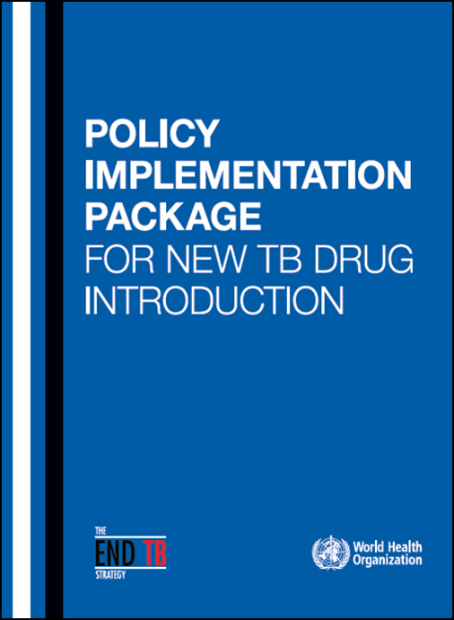 POLICY
IMPLEMENTATION
PACKAGE
FOR NEW TB DRUG
INTRODUCTION
THE
END TB
STRATEGY
World Health
Organization